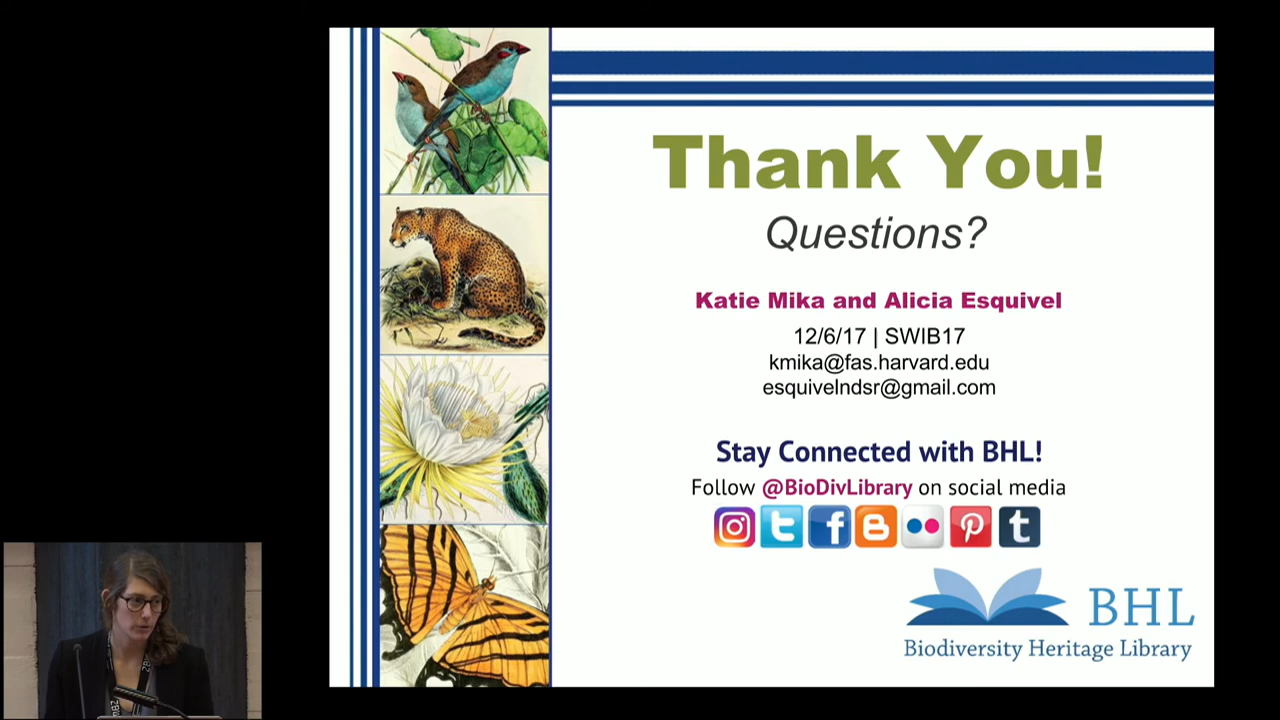 Thank You!
Questions?
Katie Mika and Alicia Esquivel
12/6/17 | SWIB17
kmika@fas.harvard.edu
esquivelndsr@gmail.com
Stay Connected with BHL!
Follow @BioDivLibrary on social media
BHL
Biodiversity Heritage Library